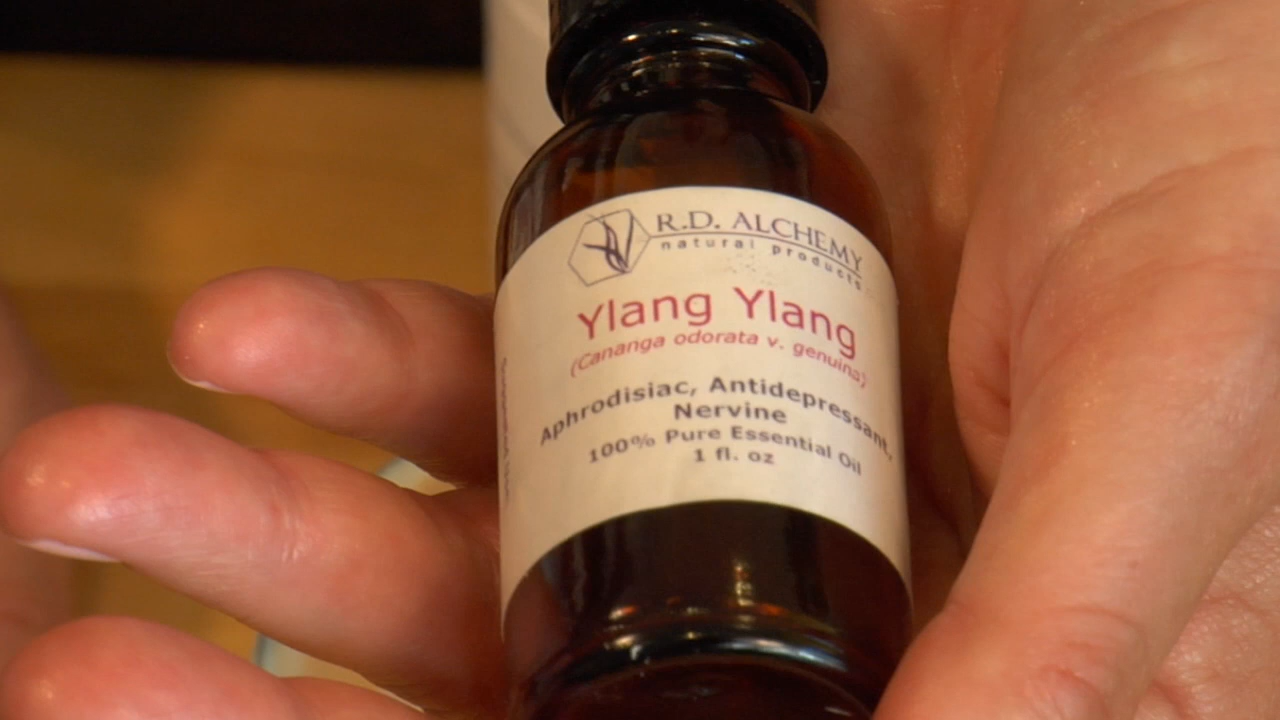 R.D. ALCHEMY
natural products
Ylang Ylang
(Cananga odorata v. genuina)
Aphrodisiac, Antidepressant,
Nervine
100% Pure Essential Oil
1 fl. oz